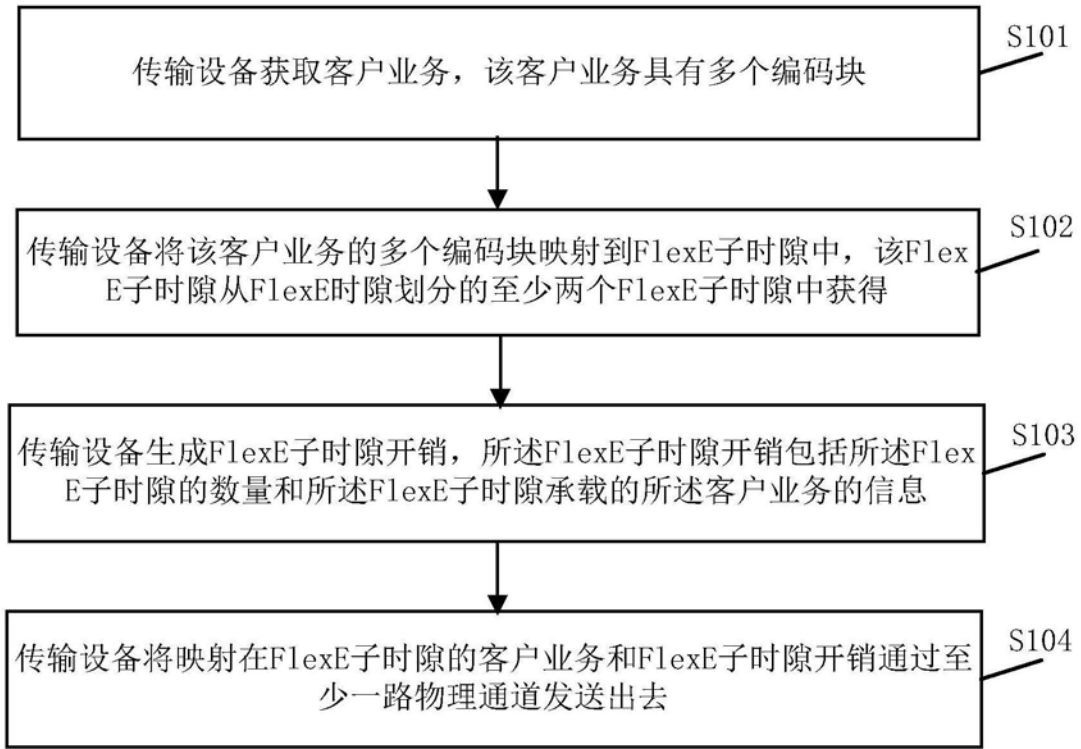 S101
传输设备获取客户业务，该客户业务具有多个编码块
S102
传输设备将该客户业务的多个编码块映射到FlexE子时隙中，该Flex
E子时隙从FlexE时隙划分的至少两个FlexE子时隙中获得
S103
传输设备生成FlexE子时隙开销，所述FlexE子时隙开销包括所述Flex
E子时隙的数量和所述FlexE子时隙承载的所述客户业务的信息
S104
传输设备将映射在FlexE子时隙的客户业务和FlexE子时隙开销通过至
少一路物理通道发送出去